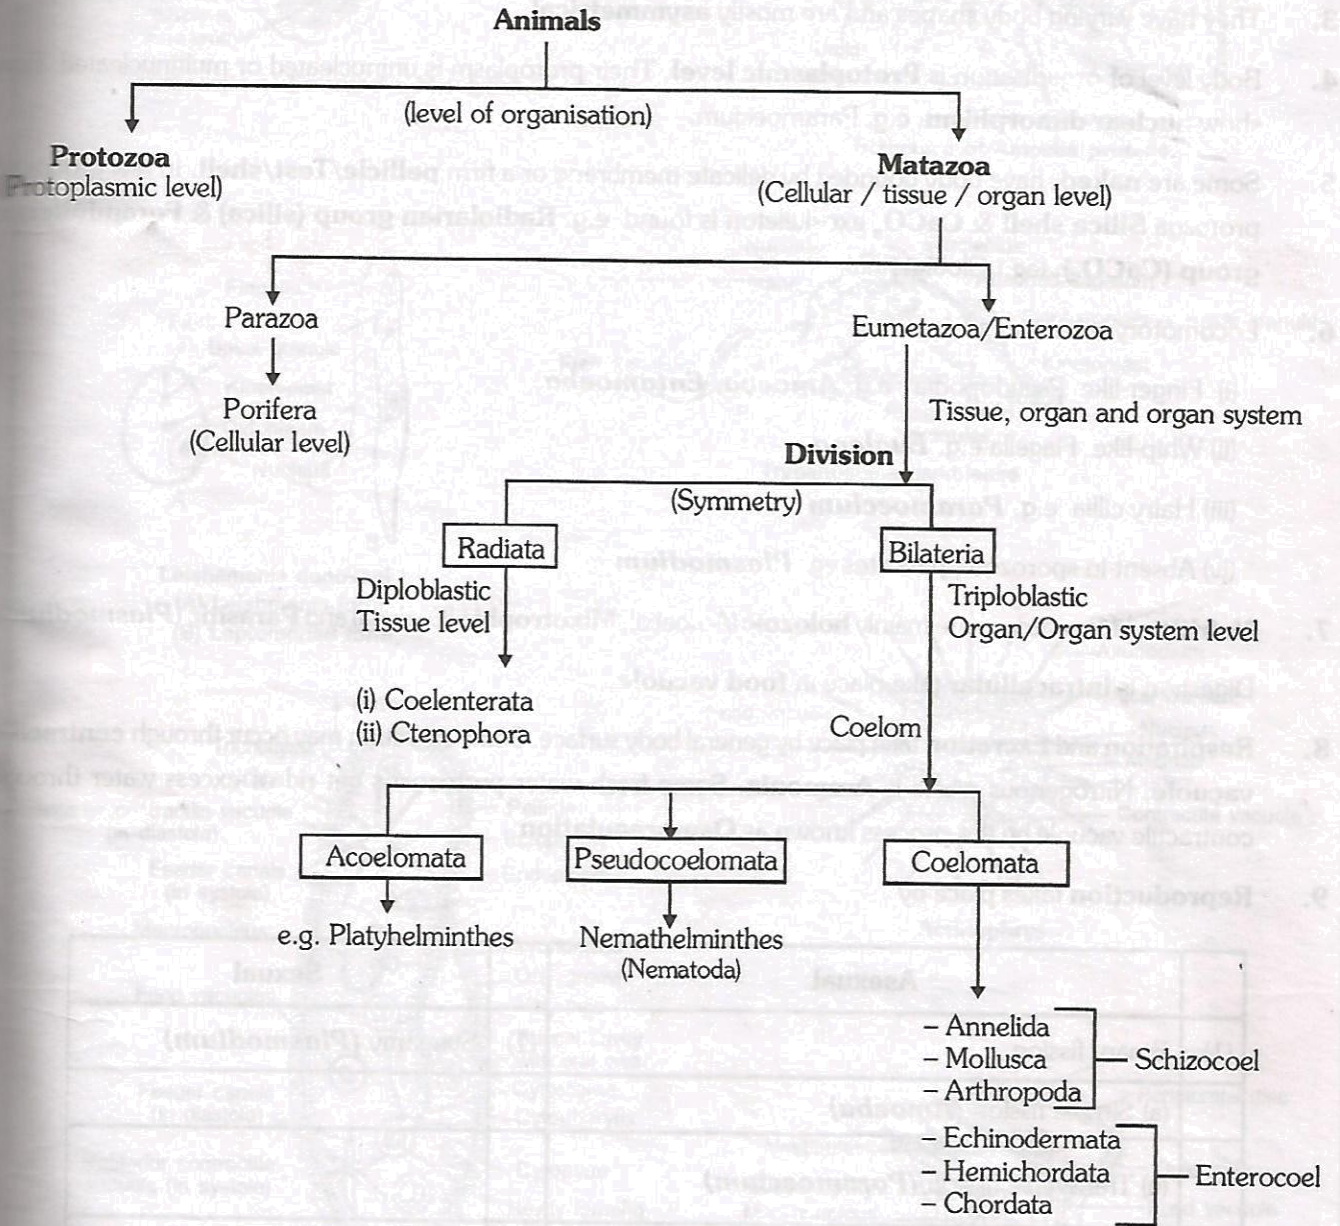 Animals
(level of organisation)
Protozoa
Protoplasmic level)
Matazoa
(Cellular / tissue / organ level)
Parazoa
Eumetazoa/Enterozoa
Porifera
(Cellular level)
Tissue, organ and organ system
Division
(Symmetry)
Radiata
Bilateria
Diploblastic
Tissue level
Triploblastic
Organ/Organ system level
(i) Coelenterata
(ii) Ctenophora
Coelom
Acoelomata
Pseudocoelomata
Coelomata
e.g. Platyhelminthes
Nemathelminthes
(Nematoda)
– Annelida
– Mollusca
– Arthropoda
Schizocoel
– Echinodermata
– Hemichordata
– Chordata
Enterocoel